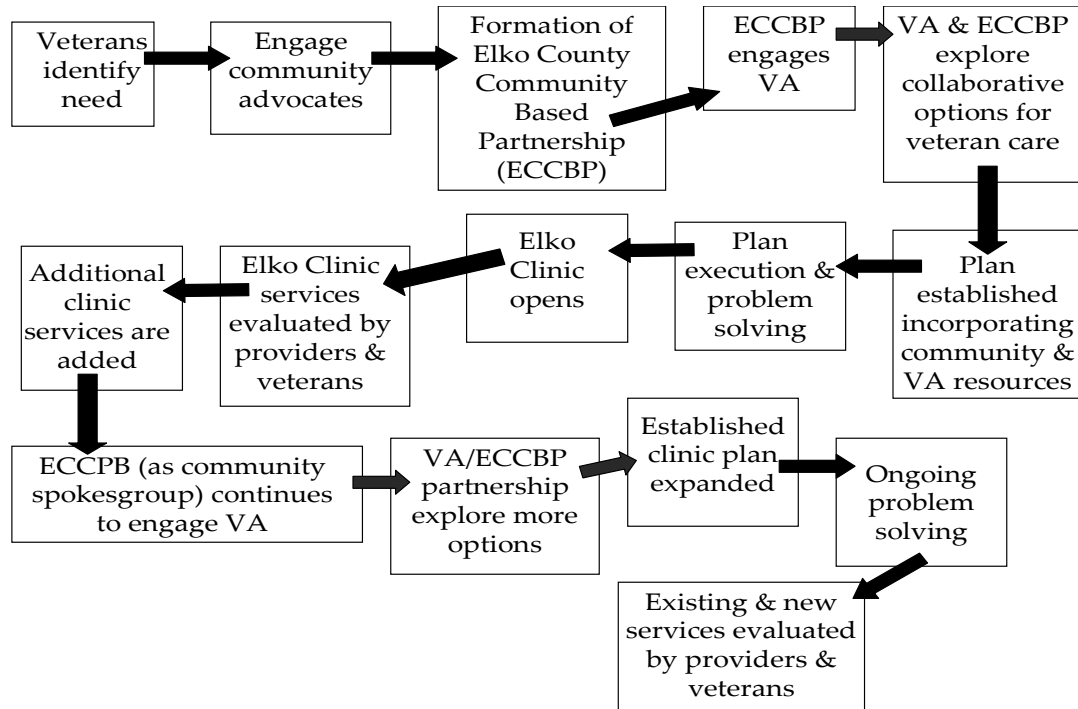 Veterans
identify
need
Engage
community
advocates
Formation of
Elko County
Community
Based
Partnership
(ECCBP)
ECCBP
engages
VA
VA & ECCBP
explore
collaborative
options for
veteran care
Plan
established
incorporating
community &
VA resources
Plan
execution &
problem
solving
Elko
Clinic
opens
Elko Clinic
services
evaluated by
providers &
veterans
Additional
clinic
services are
added
ECCPB (as community
spokesgroup) continues
to engage VA
VA/ECCBP
partnership
explore more
options
Established
clinic plan
expanded
Ongoing
problem
solving
Existing & new
services evaluated
by providers &
veterans